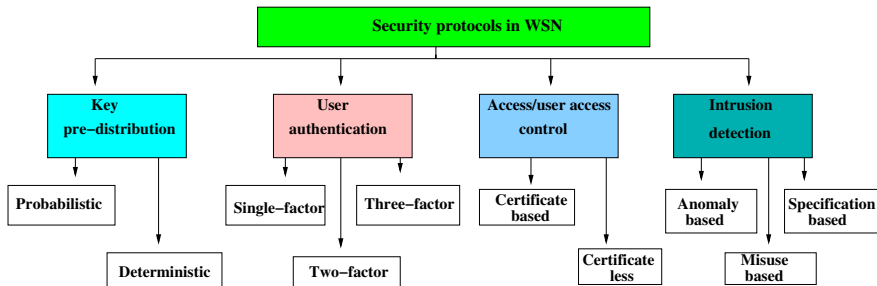 Security protocols in WSN
Key
pre-distribution
User
authentication
Access/user access
control
Intrusion
detection
Probabilistic
Deterministic
Single-factor
Two-factor
Three-factor
Certificate
based
Certificate
less
Anomaly
based
Misuse
based
Specification
based